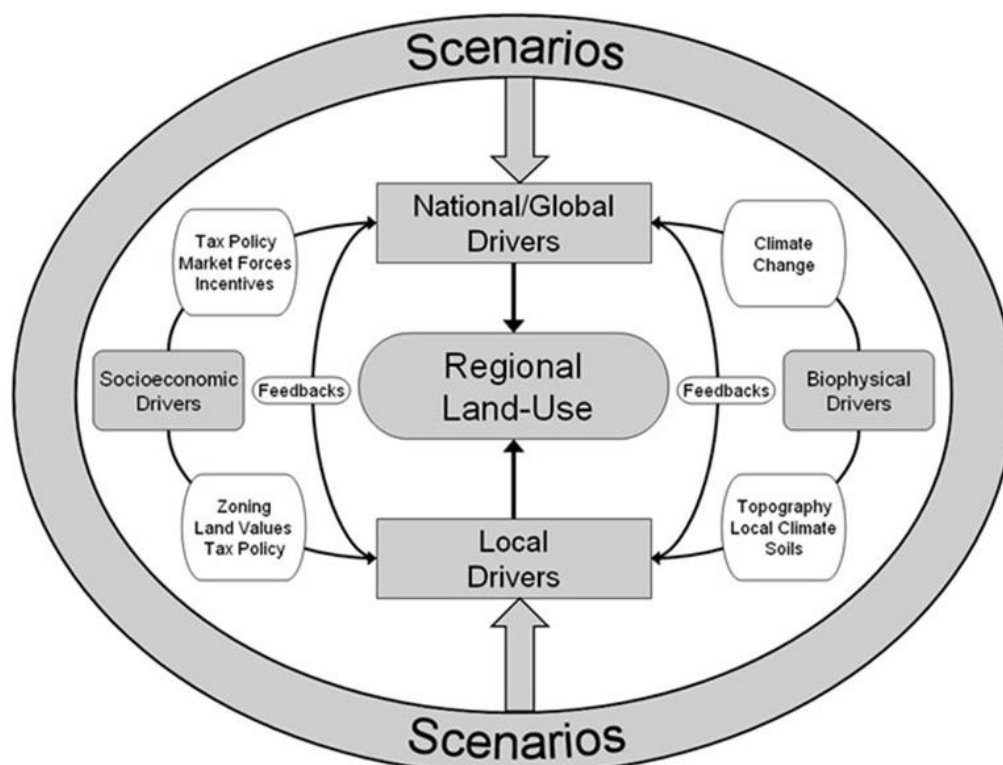 Scenarios
National/Global
Drivers
Tax Policy
Market Forces
Incentives
Climate
Change
Socioeconomic
Drivers
Feedbacks
Regional
Land-Use
Feedbacks
Biophysical
Drivers
Zoning
Land Values
Tax Policy
Local
Drivers
Topography
Local Climate
Soils
Scenarios